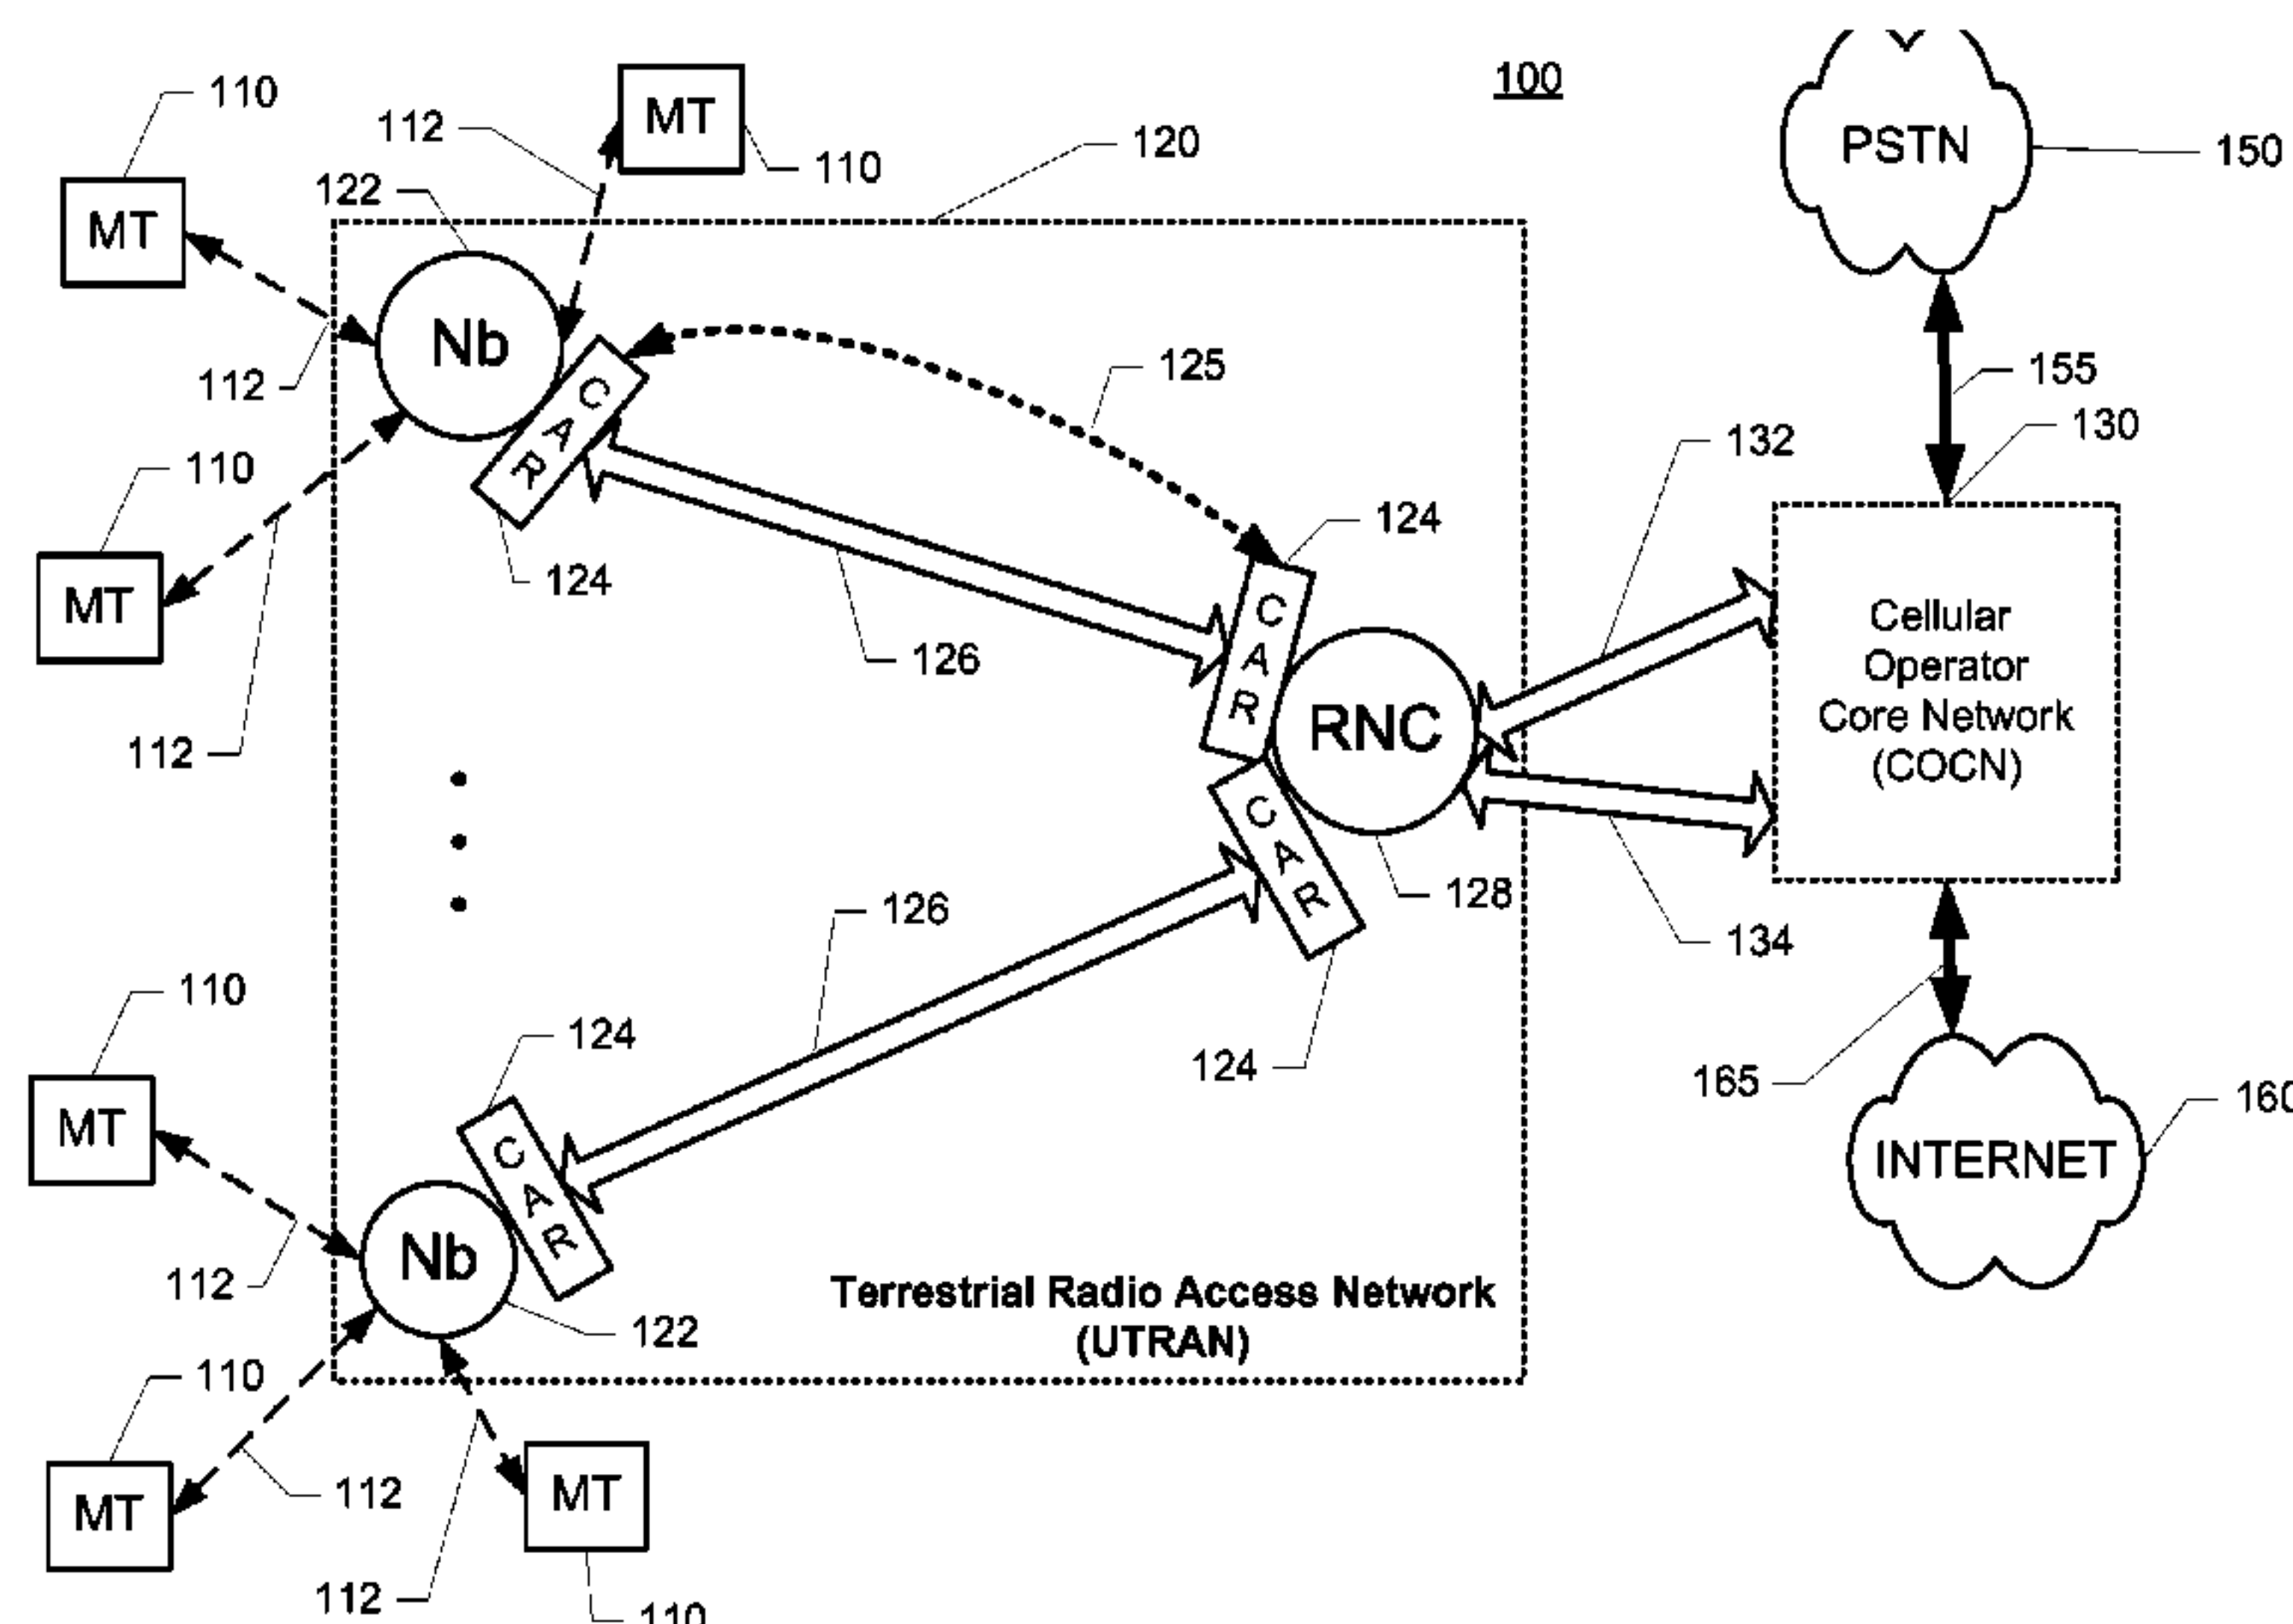 100
110
112
MT
110
120
PSTN
150
122
MT
Nb
112
125
155
130
132
C
A
R
110
124
124
MT
112
126
C
A
R
RNC
Cellular
Operator
Core Network
(COCN)
C
A
R
128
134
126
110
124
124
165
160
MT
C
A
R
INTERNET
Nb
112
122
Terrestrial Radio Access Network
(UTRAN)
110
MT
112
MT
112
110